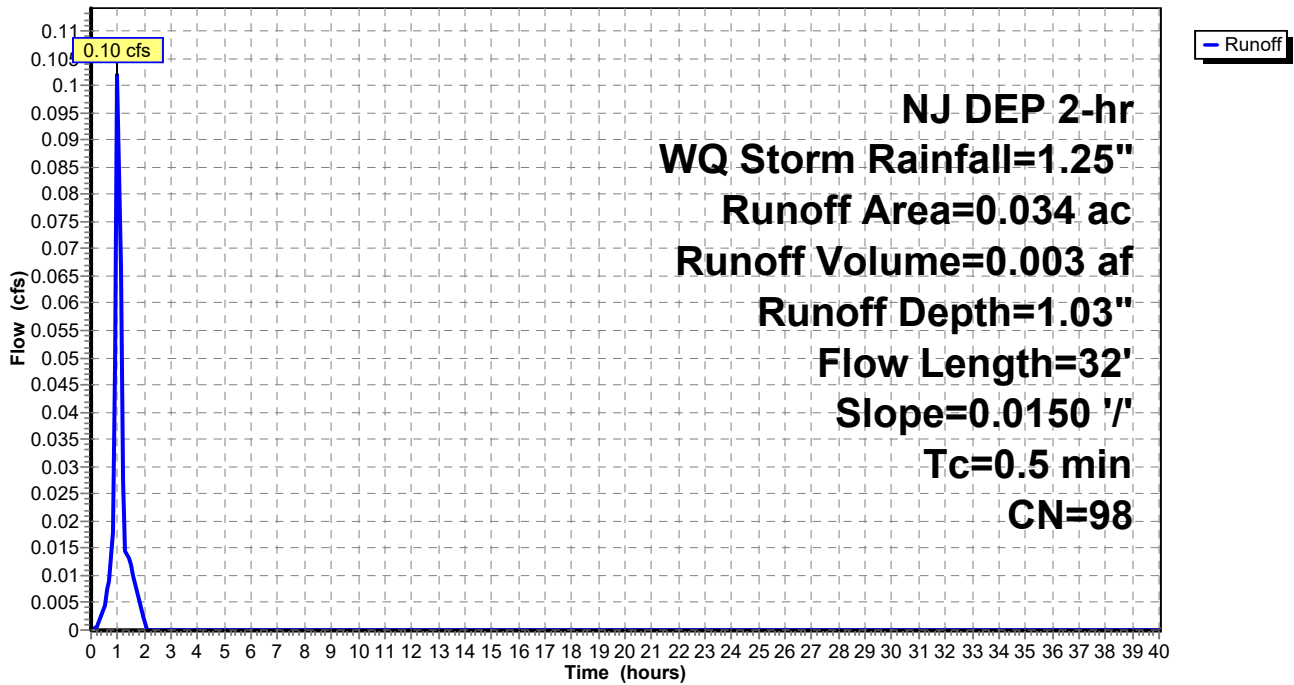 0.11
0.105
0.10 cfs
Runoff
0.1
0.095
0.09
0.085
0.08
0.075
0.07
0.065
0.06
0.055
0.05
0.045
0.04
0.035
0.03
0.025
0.02
0.015
0.01
0.005
0
Flow (cfs)
NJ DEP 2-hr
WQ Storm Rainfall=1.25"
Runoff Area=0.034 ac
Runoff Volume=0.003 af
Runoff Depth=1.03"
Flow Length=32'
Slope=0.0150 '/'
Tc=0.5 min
CN=98
0 1 2 3 4 5 6 7 8 9 10 11 12 13 14 15 16 17 18 19 20 21 22 23 24 25 26 27 28 29 30 31 32 33 34 35 36 37 38 39 40
Time (hours)